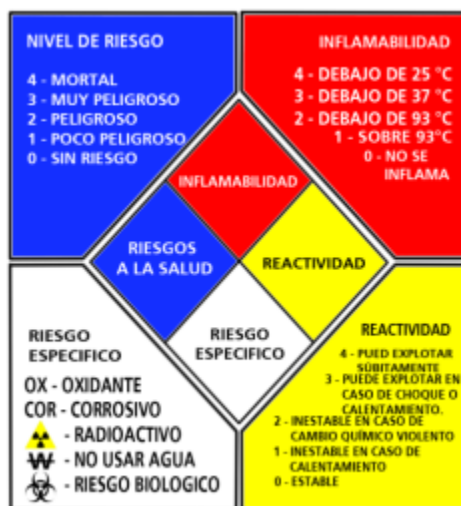 NIVEL DE RIESGO
4 - MORTAL
3 - MUY PELIGROSO
2 - PELIGROSO
1 - POCO PELIGROSO
0 - SIN RIESGO
INFLAMABILIDAD
4 - DEBAJO DE 25 °C
3 - DEBAJO DE 37 °C
2 - DEBAJO DE 93 °C
1 - SOBRE 93°C
0 - NO SE
INFLAMA
INFLAMABILIDAD
RIESGOS
A LA SALUD
REACTIVIDAD
RIESGO
ESPECIFICO
RIESGO
ESPECIFICO
OX - OXIDANTE
COR - CORROSIVO
- RADIOACTIVO
W - NO USAR AGUA
- RIESGO BIOLOGICO
REACTIVIDAD
4 - PUED EXPLOTAR
SÚBITAMENTE
3 - PUEDE EXPLOTAR EN
CASO DE CHOQUE O
CALENTAMIENTO.
2 - INESTABLE EN CASO DE
CAMBIO QUÍMICO VIOLENTO
1 - INESTABLE EN CASO DE
CALENTAMIENTO
0 - ESTABLE